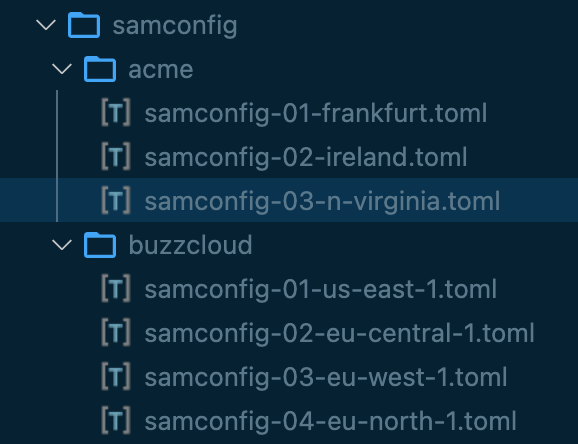 samconfig
acme
[T] samconfig-01-frankfurt.toml
[T] samconfig-02-ireland.toml
[T] samconfig-03-n-virginia.toml
buzzcloud
[T] samconfig-01-us-east-1.toml
[T] samconfig-02-eu-central-1.toml
[T] samconfig-03-eu-west-1.toml
[T] samconfig-04-eu-north-1.toml